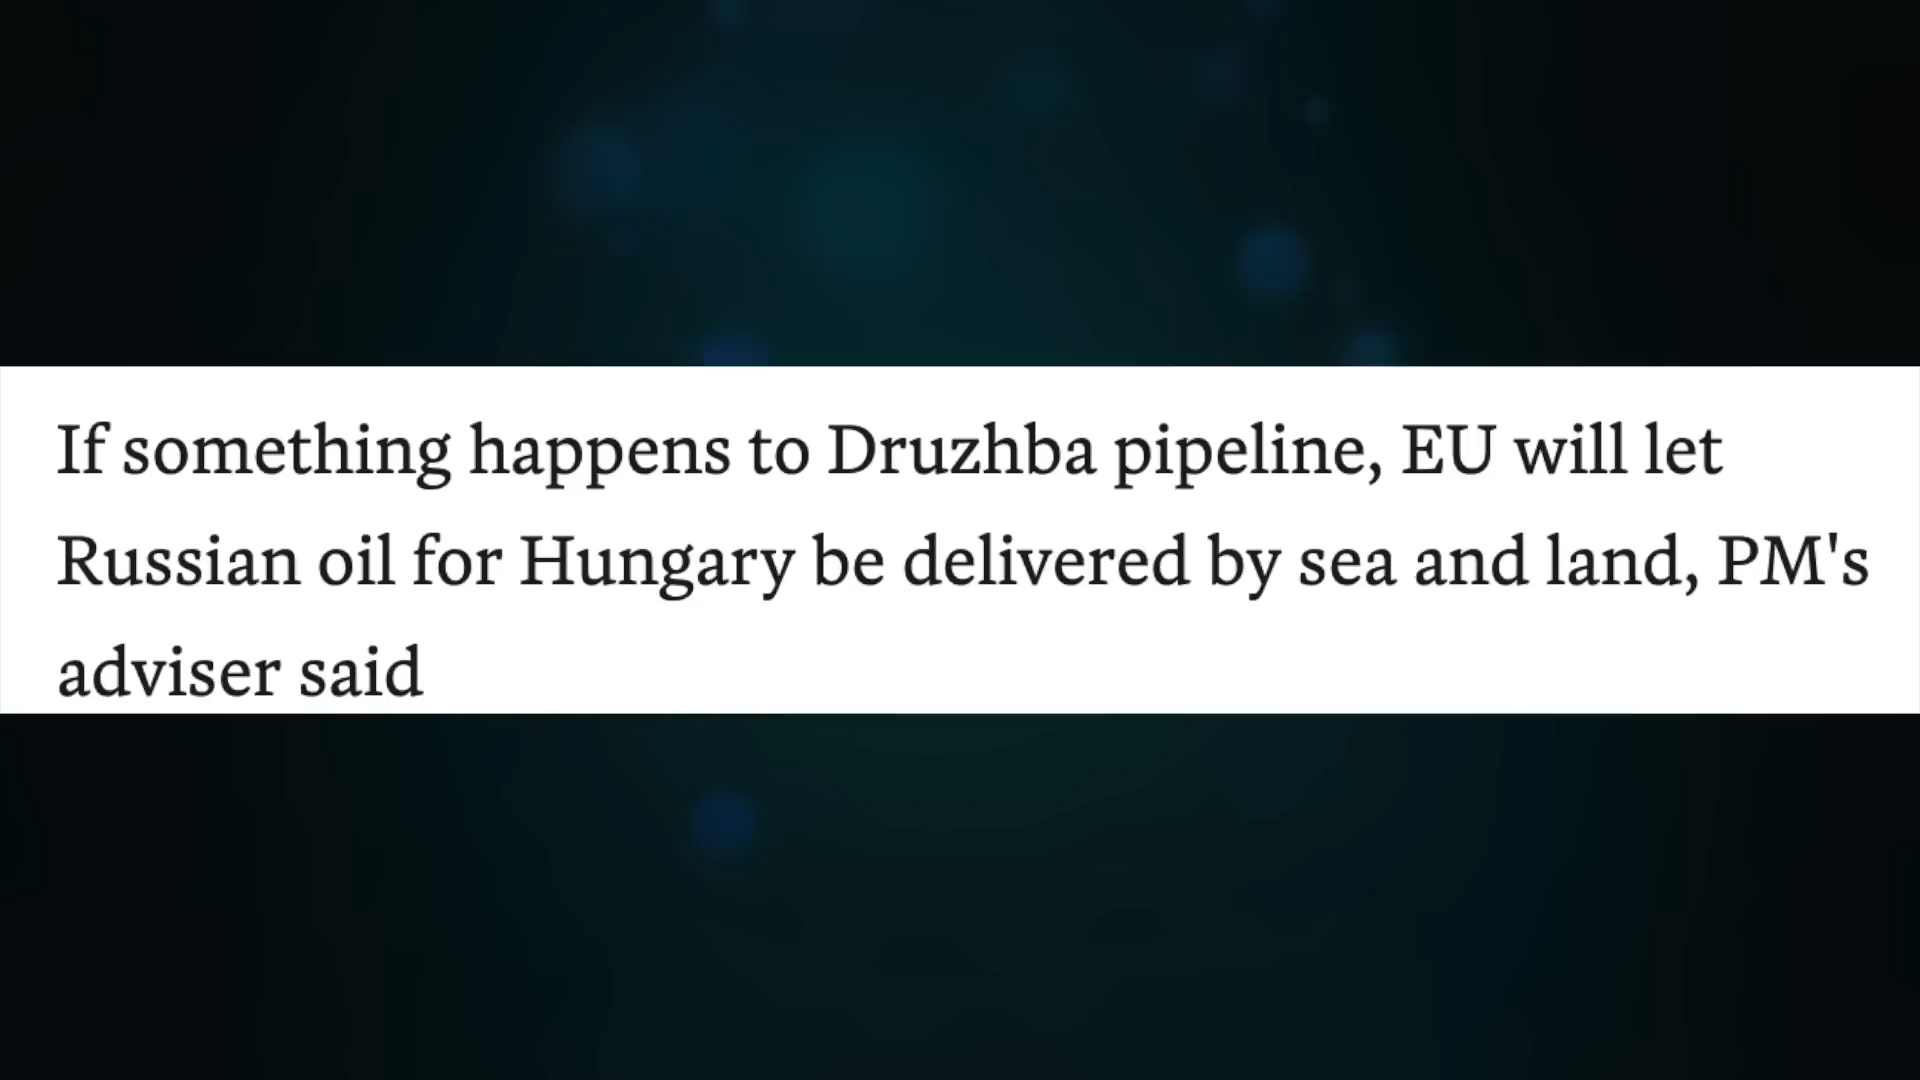 If something happens to Druzhba pipeline, EU will let
Russian oil for Hungary be delivered by sea and land, PM's
adviser said